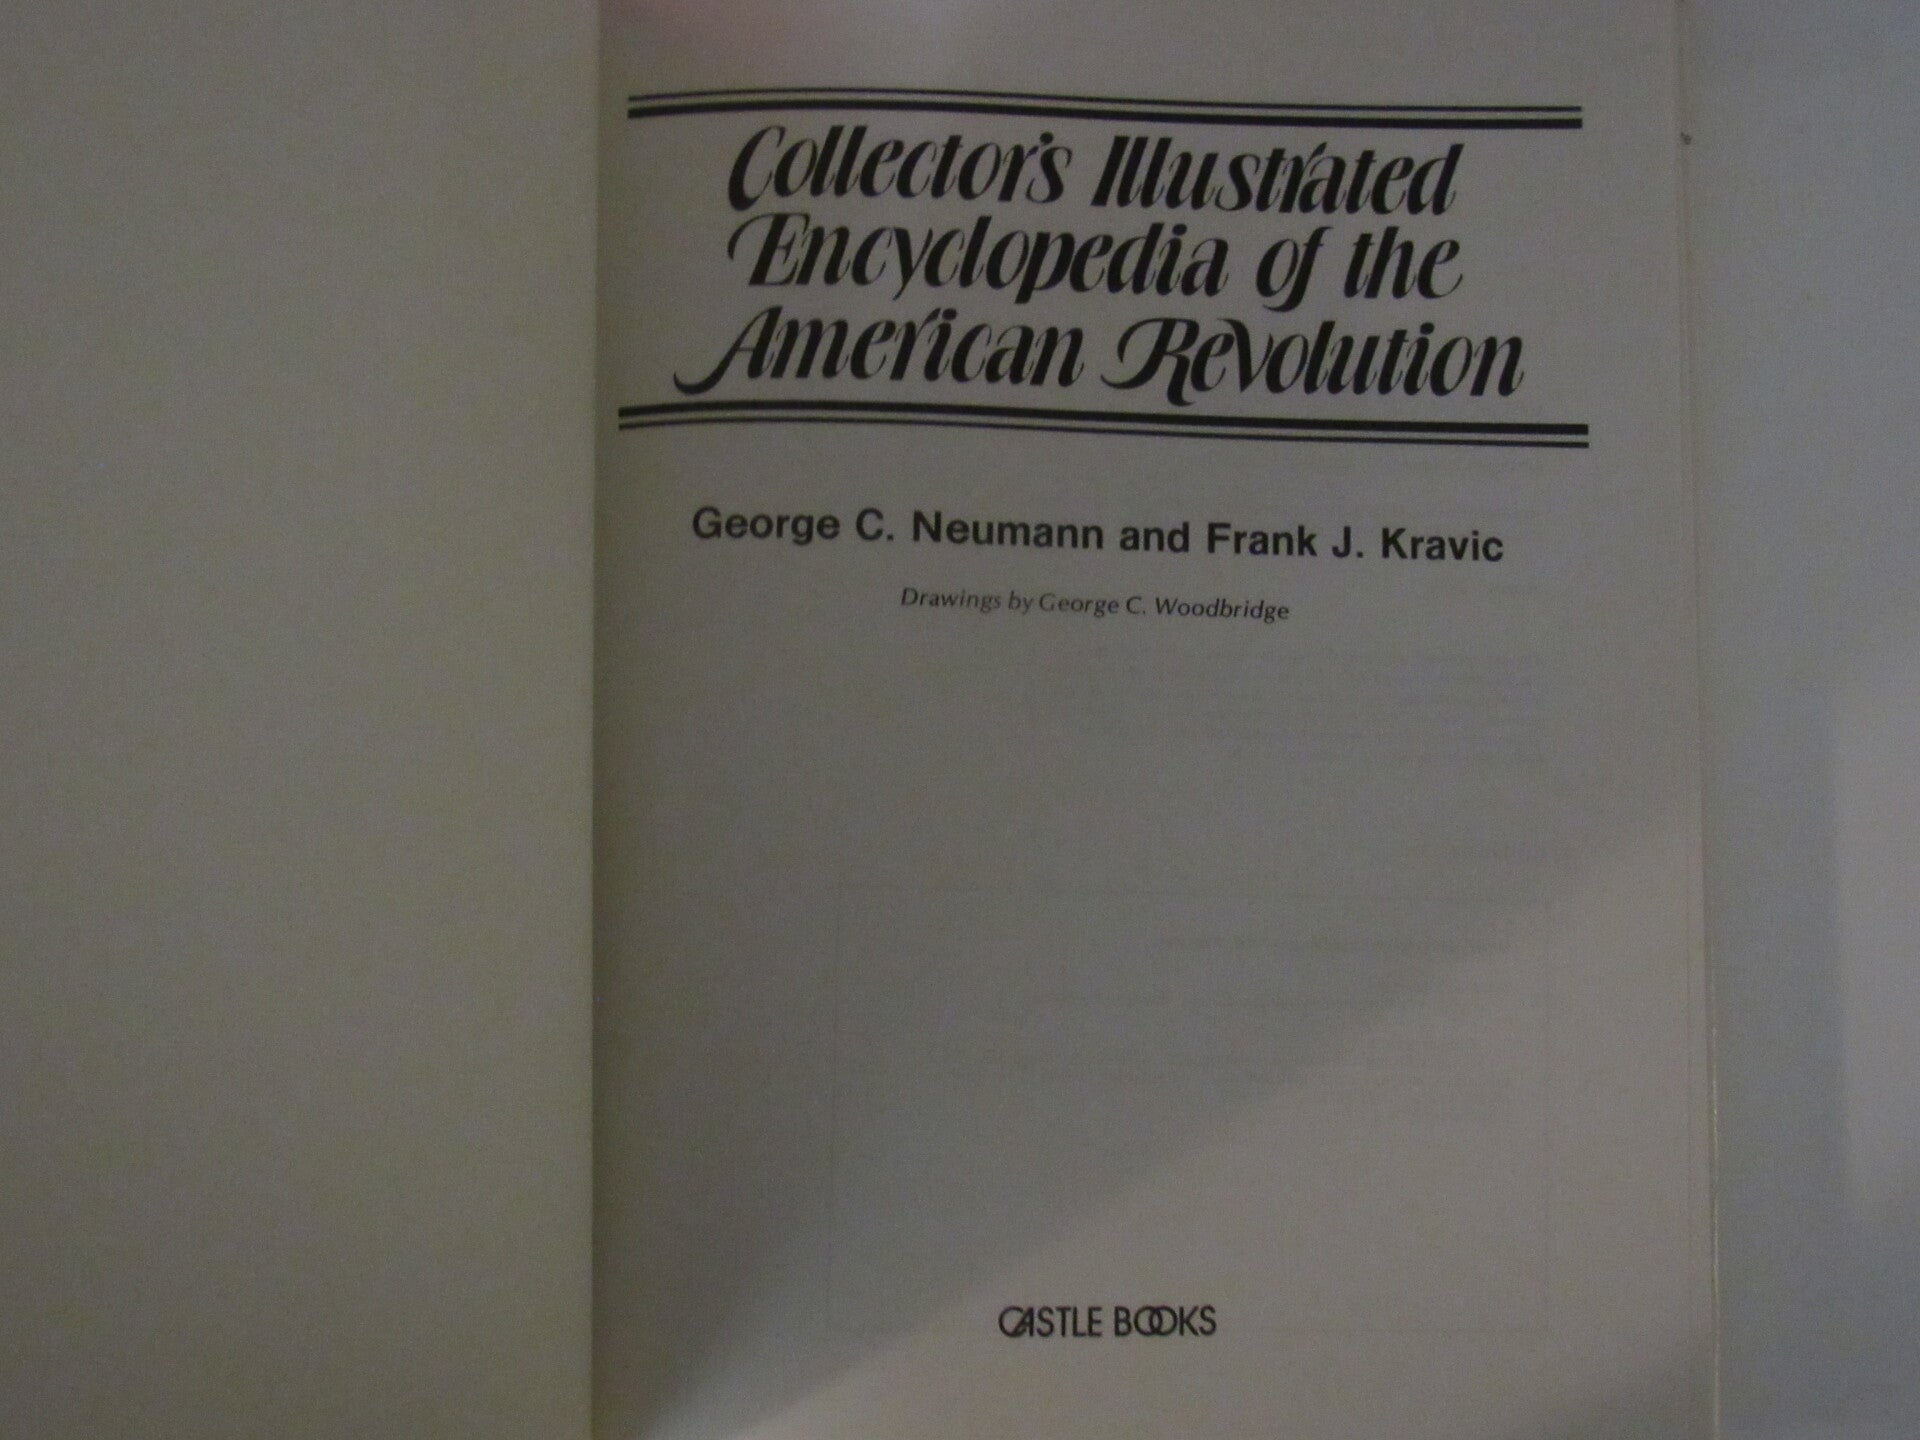 Collector's Illustrated
Encyclopedia of the
American Revolution
George C. Neumann and Frank J. Kravic
Drawings by George C. Woodbridge
CASTLE BOOKS